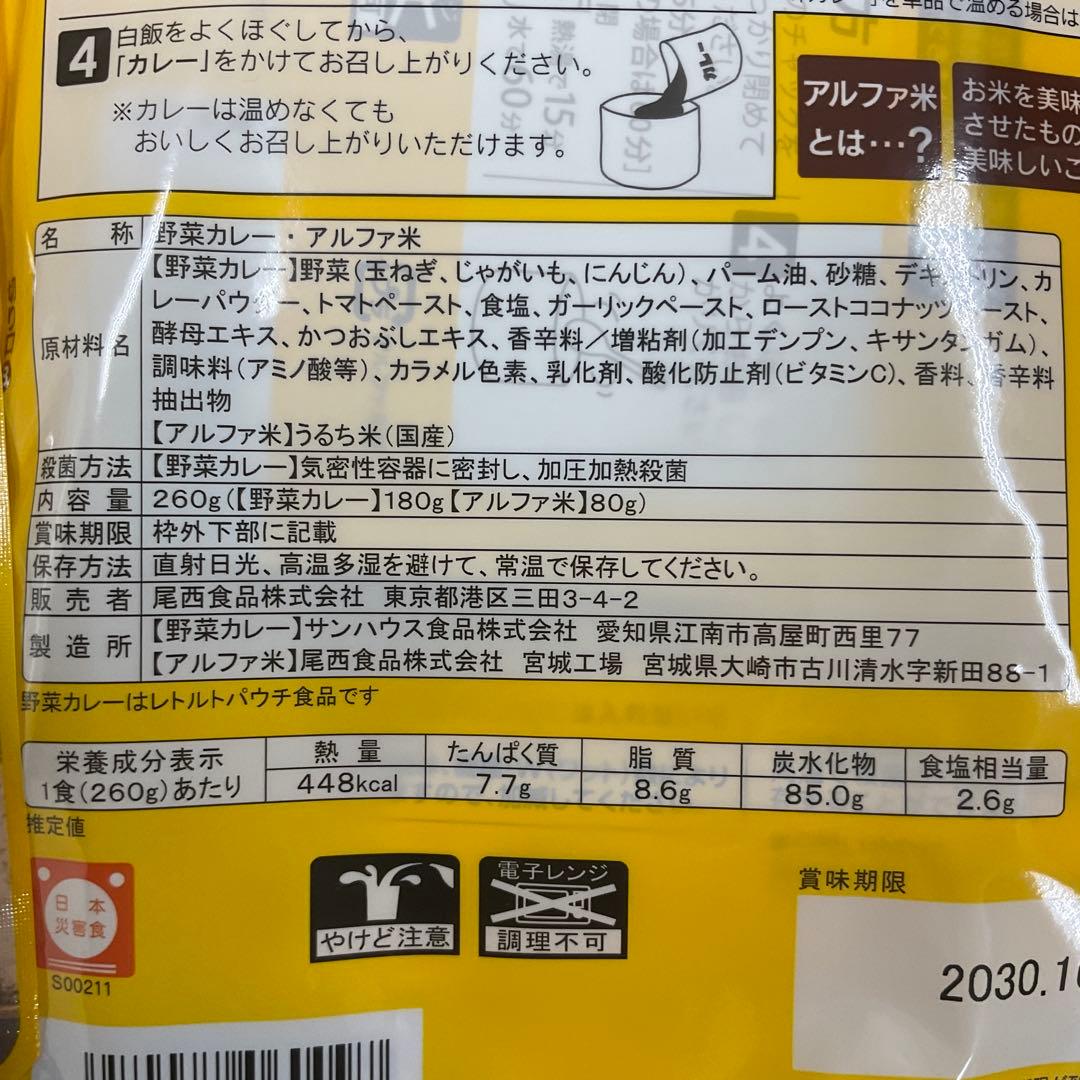 を単品で温める場合は
4 白飯をよくほぐしてから、
「カレー」をかけてお召し上がりください。
※カレーは温めなくても
おいしくお召し上がりいただけます。
カレー
アルファ米
とは…?
お米を美味
させたもの
美味しいこ
名称 野菜カレー・アルファ米
原材料名
【野菜カレー】野菜(玉ねぎ、じゃがいも、にんじん)、パーム油、砂糖、デキストリン、カ
レーパウダー、トマトペースト、食塩、ガーリックペースト、ローストココナッツペースト、
酵母エキス、かつおぶしエキス、香辛料/増粘剤(加工デンプン、キサンタンガム)、
調味料(アミノ酸等)、カラメル色素、乳化剤、酸化防止剤(ビタミンC)、香料、香辛料
抽出物
【アルファ米】うるち米(国産)
殺菌方法 【野菜カレー】気密性容器に密封し、加圧加熱殺菌
内容量 260g(【野菜カレー】180g【アルファ米】80g)
賞味期限 枠外下部に記載
保存方法 直射日光、高温多湿を避けて、常温で保存してください。
販売者 尾西食品株式会社 東京都港区三田3-4-2
製造所
【野菜カレー】サンハウス食品株式会社 愛知県江南市高屋町西里77
【アルファ米】尾西食品株式会社 宮城工場 宮城県大崎市古川清水字新田88-1
野菜カレーはレトルトパウチ食品です
栄養成分表示
1食(260g)あたり
熱量 たんぱく質 脂質 炭水化物 食塩相当量
448kcal 7.7g 8.6g 85.0g 2.6g
推定値
日本
災害食
S00211
やけど注意
電子レンジ
調理不可
賞味期限
2030.10